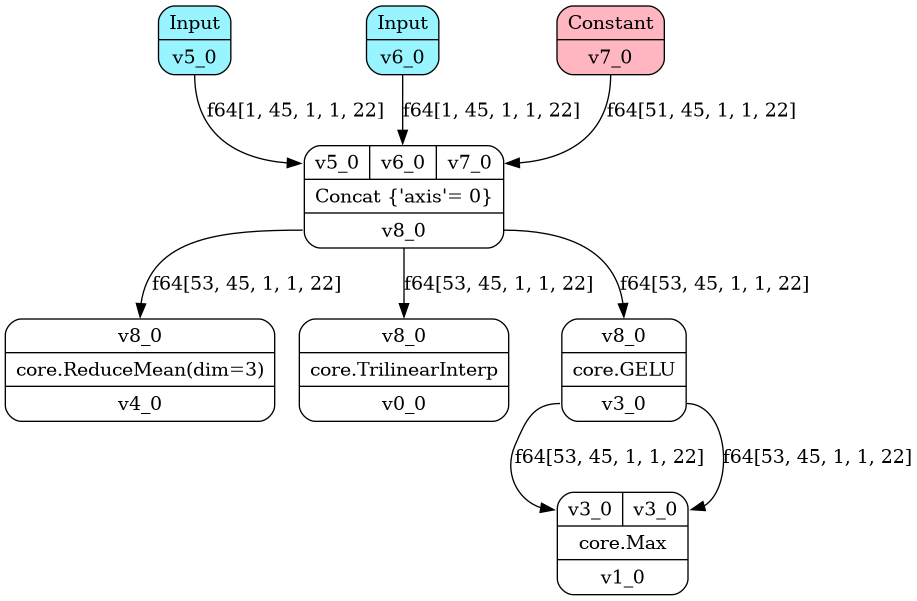 Input
v5_0
Input
v6_0
Constant
v7_0
f64[1, 45, 1, 1, 22]
f64[1, 45, 1, 1, 22]
f64[51, 45, 1, 1, 22]
v5_0
v6_0
v7_0
Concat {'axis'= 0}
v8_0
f64[53, 45, 1, 1, 22]
f64[53, 45, 1, 1, 22]
f64[53, 45, 1, 1, 22]
v8_0
core.ReduceMean(dim=3)
v4_0
v8_0
core.TrilinearInterp
v0_0
v8_0
core.GELU
v3_0
f64[53, 45, 1, 1, 22]
f64[53, 45, 1, 1, 22]
v3_0
v3_0
core.Max
v1_0